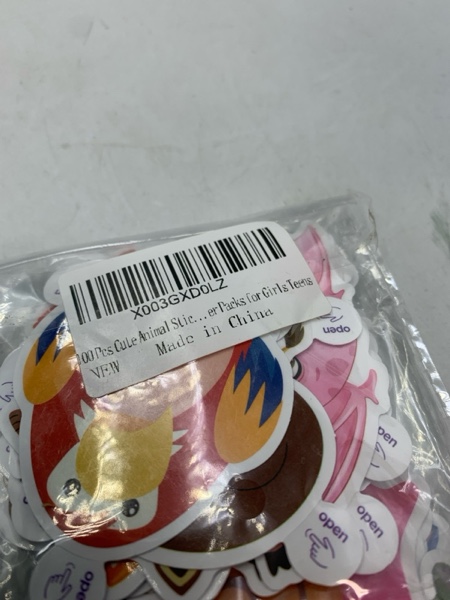 X003GXD0LZ
00 Pcs Cute Animal Stic...er Packs for Girls Teens
NEW
Made in China
open
open
open
open
open